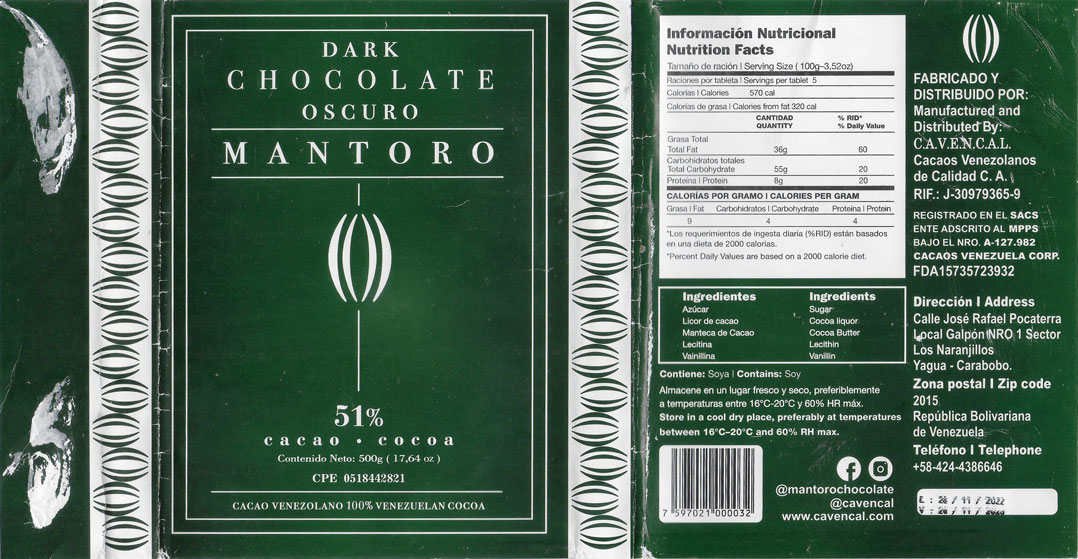 DARK
CHOCOLATE
OSCURO
MANTORO
51%
cacao • cocoa
Contenido Neto: 500g ( 17,64 oz )
CPE 0518442821
CACAO VENEZOLANO 100% VENEZUELAN COCOA
Información Nutricional
Nutrition Facts
Tamaño de ración | Serving Size ( 100g–3,52oz)
Raciones por tableta | Servings per tablet 5
Calorías | Calories 570 cal
Calorías de grasa | Calories from fat 320 cal
CANTIDAD % RID*
QUANTITY % Daily Value
Grasa Total
Total Fat 36g 60
Carbohidratos totales
Total Carbohydrate 55g 20
Proteína | Protein 8g 20
CALORÍAS POR GRAMO | CALORIES PER GRAM
Grasa | Fat Carbohidratos | Carbohydrate Proteína | Protein
9 4 4
*Los requerimientos de ingesta diaria (%RID) están basados
en una dieta de 2000 calorías.
*Percent Daily Values are based on a 2000 calorie diet.
Ingredientes Ingredients
Azúcar Sugar
Licor de cacao Cocoa liquor
Manteca de Cacao Cocoa Butter
Lecitina Lecithin
Vainillina Vanillin
Contiene: Soya | Contains: Soy
Almacene en un lugar fresco y seco, preferiblemente
a temperaturas entre 16°C-20°C y 60% HR máx.
Store in a cool dry place, preferably at temperatures
between 16°C–20°C and 60% RH max.
7 597021 000032
@mantorochocolate
@cavencal
www.cavencal.com
FABRICADO Y
DISTRIBUIDO POR:
Manufactured and
Distributed By:
C.A.V.E.N.C.A.L.
Cacaos Venezolanos
de Calidad C. A.
RIF.: J-30979365-9
REGISTRADO EN EL SACS
ENTE ADSCRITO AL MPPS
BAJO EL NRO. A-127.982
CACAOS VENEZUELA CORP.
FDA15735723932
Dirección | Address
Calle José Rafael Pocaterra
Local Galpón NRO 1 Sector
Los Naranjillos
Yagua - Carabobo.
Zona postal | Zip code
2015
República Bolivariana
de Venezuela
Teléfono | Telephone
+58-424-4386646
E : 28 / 11 / 2022
V : 28 / 11 /